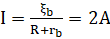 I = ξb / (R+rb) = 2A